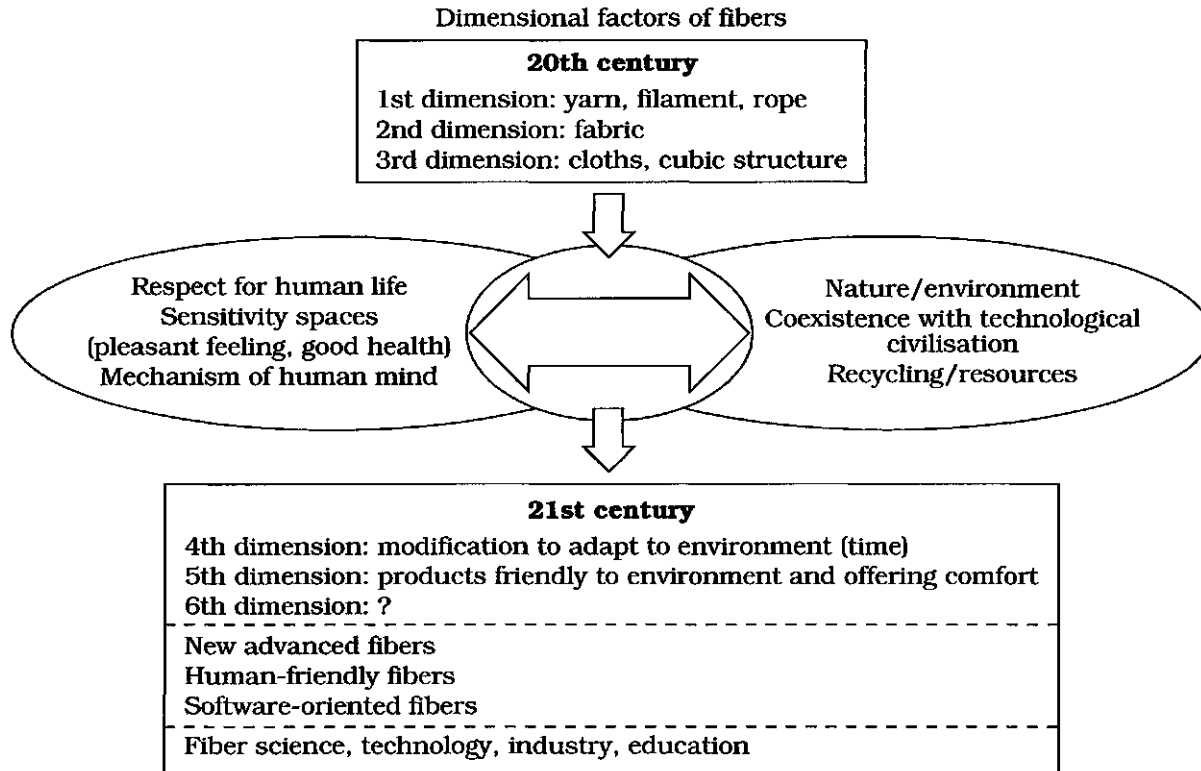 Dimensional factors of fibers
20th century
1st dimension: yarn, filament, rope
2nd dimension: fabric
3rd dimension: cloths, cubic structure
Respect for human life
Sensitivity spaces
(pleasant feeling, good health)
Mechanism of human mind
Nature/environment
Coexistence with technological
civilisation
Recycling/resources
21st century
4th dimension: modification to adapt to environment (time)
5th dimension: products friendly to environment and offering comfort
6th dimension: ?
New advanced fibers
Human-friendly fibers
Software-oriented fibers
Fiber science, technology, industry, education